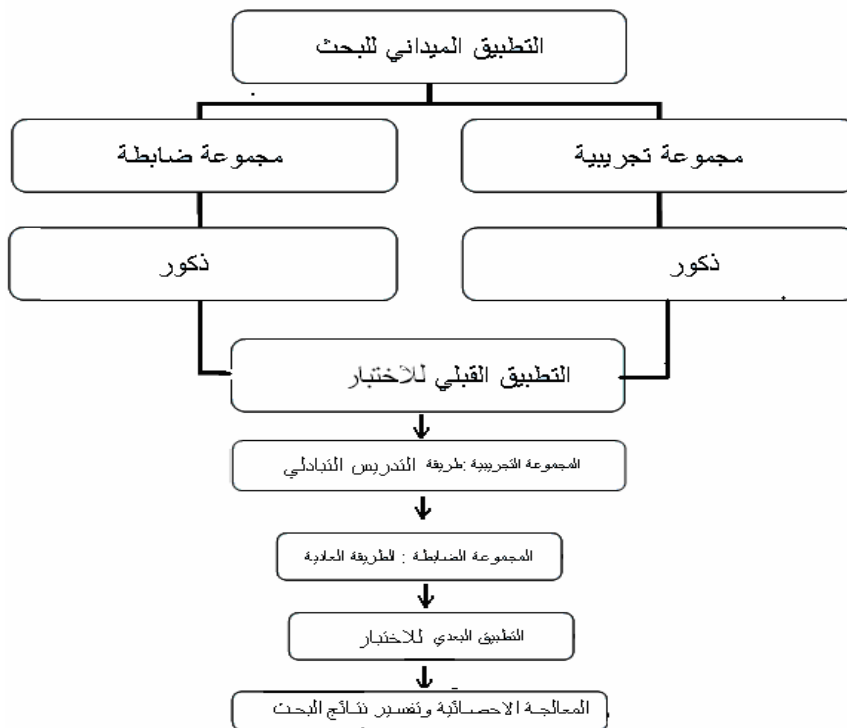 التطبيق الميداني للبحث
مجموعة تجريبية
مجموعة ضابطة
ذكور
ذكور
التطبيق القبلي للاختبار
المجموعة التجريبية :طريقة التدريس التبادلي
المجموعة الضابطة : الطريقة العادية
التطبيق البعدي للاختبار
المعالجة الاحصائية وتفسير نتائج البحث